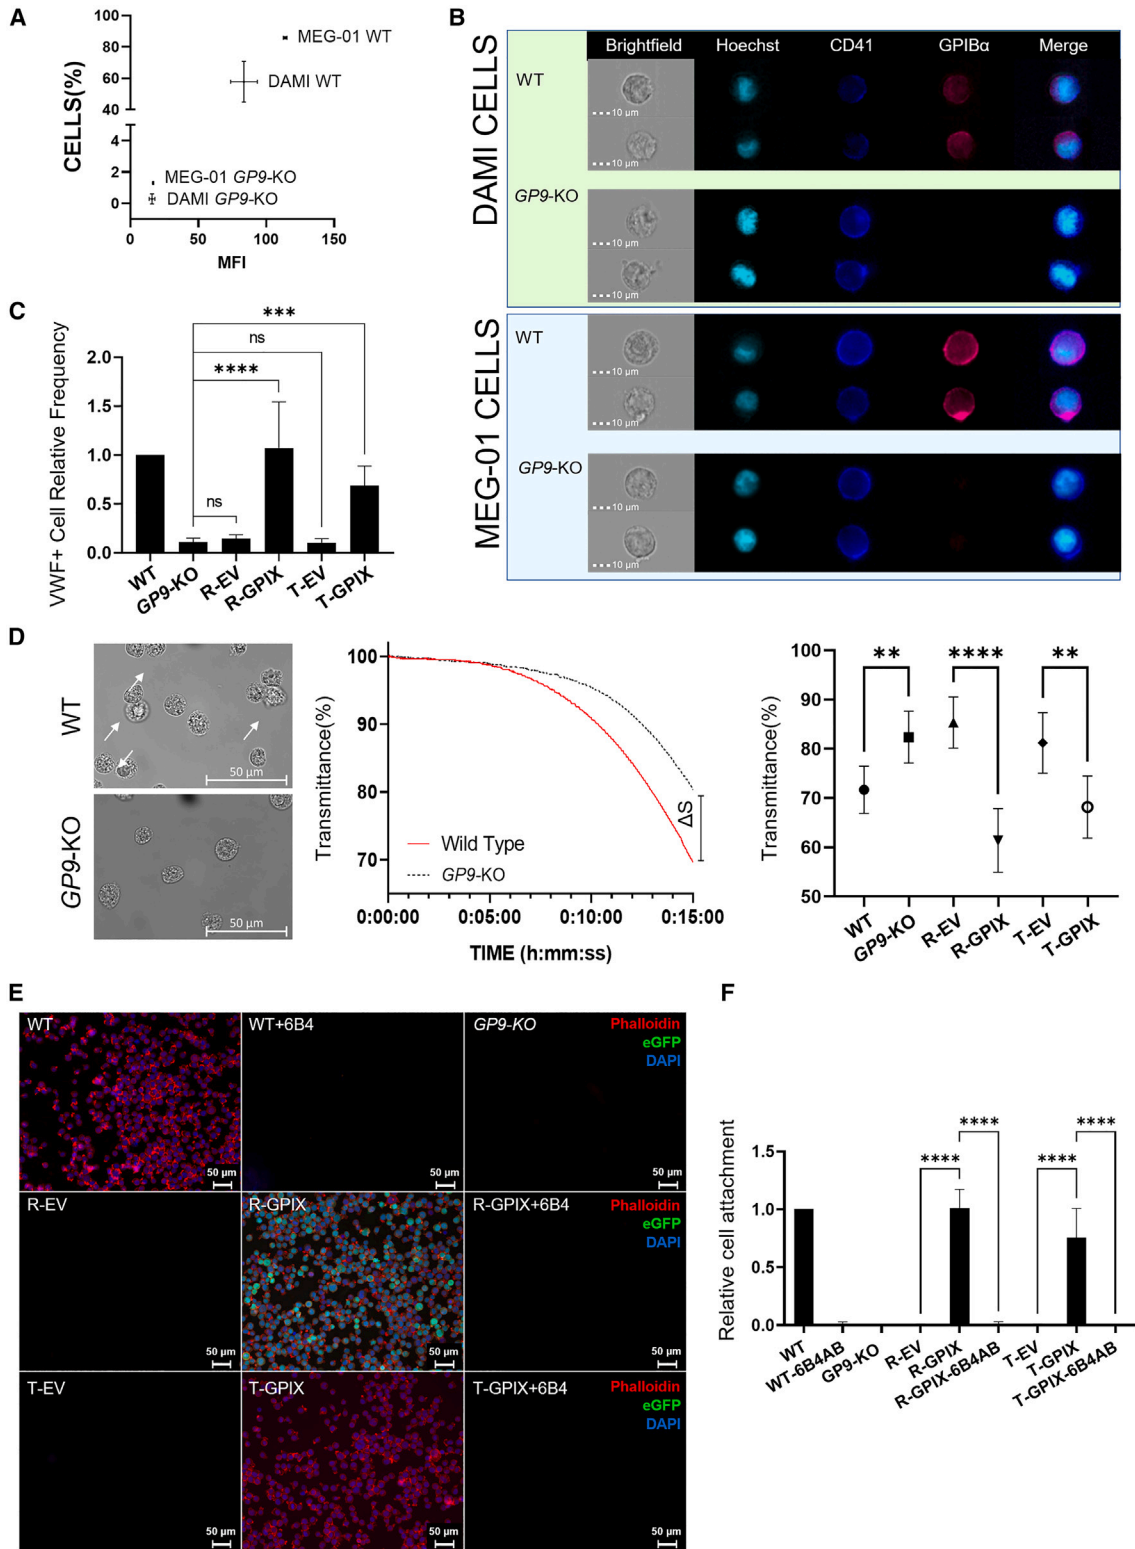 A
CELLS(%)
100
80
60
40
4
2
0
0
50
100
150
MFI
MEG-01 WT
DAMI WT
MEG-01 GP9-KO
DAMI GP9-KO
B
DAMI CELLS
MEG-01 CELLS
Brightfield
Hoechst
CD41
GPIBα
Merge
WT
10 µm
10 µm
GP9-KO
10 µm
10 µm
WT
10 µm
10 µm
GP9-KO
10 µm
10 µm
C
VWF+ Cell Relative Frequency
2.0
1.5
1.0
0.5
0.0
***
ns
****
ns
WT
GP9-KO
R-EV
R-GPIX
T-EV
T-GPIX
D
WT
50 µm
GP9-KO
50 µm
Transmittance(%)
100
90
80
70
Wild Type
GP9-KO
ΔS
0:00:00
0:05:00
0:10:00
0:15:00
TIME (h:mm:ss)
Transmittance(%)
100
90
80
70
60
50
**
****
**
WT
GP9-KO
R-EV
R-GPIX
T-EV
T-GPIX
E
WT
50 µm
WT+6B4
50 µm
GP9-KO
Phalloidin
eGFP
DAPI
50 µm
R-EV
50 µm
R-GPIX
50 µm
R-GPIX+6B4
Phalloidin
eGFP
DAPI
50 µm
T-EV
50 µm
T-GPIX
50 µm
T-GPIX+6B4
Phalloidin
eGFP
DAPI
50 µm
F
Relative cell attachment
1.5
1.0
0.5
0.0
****
****
****
****
WT
WT-6B4AB
GP9-KO
R-EV
R-GPIX
R-GPIX-6B4AB
T-EV
T-GPIX
T-GPIX-6B4AB